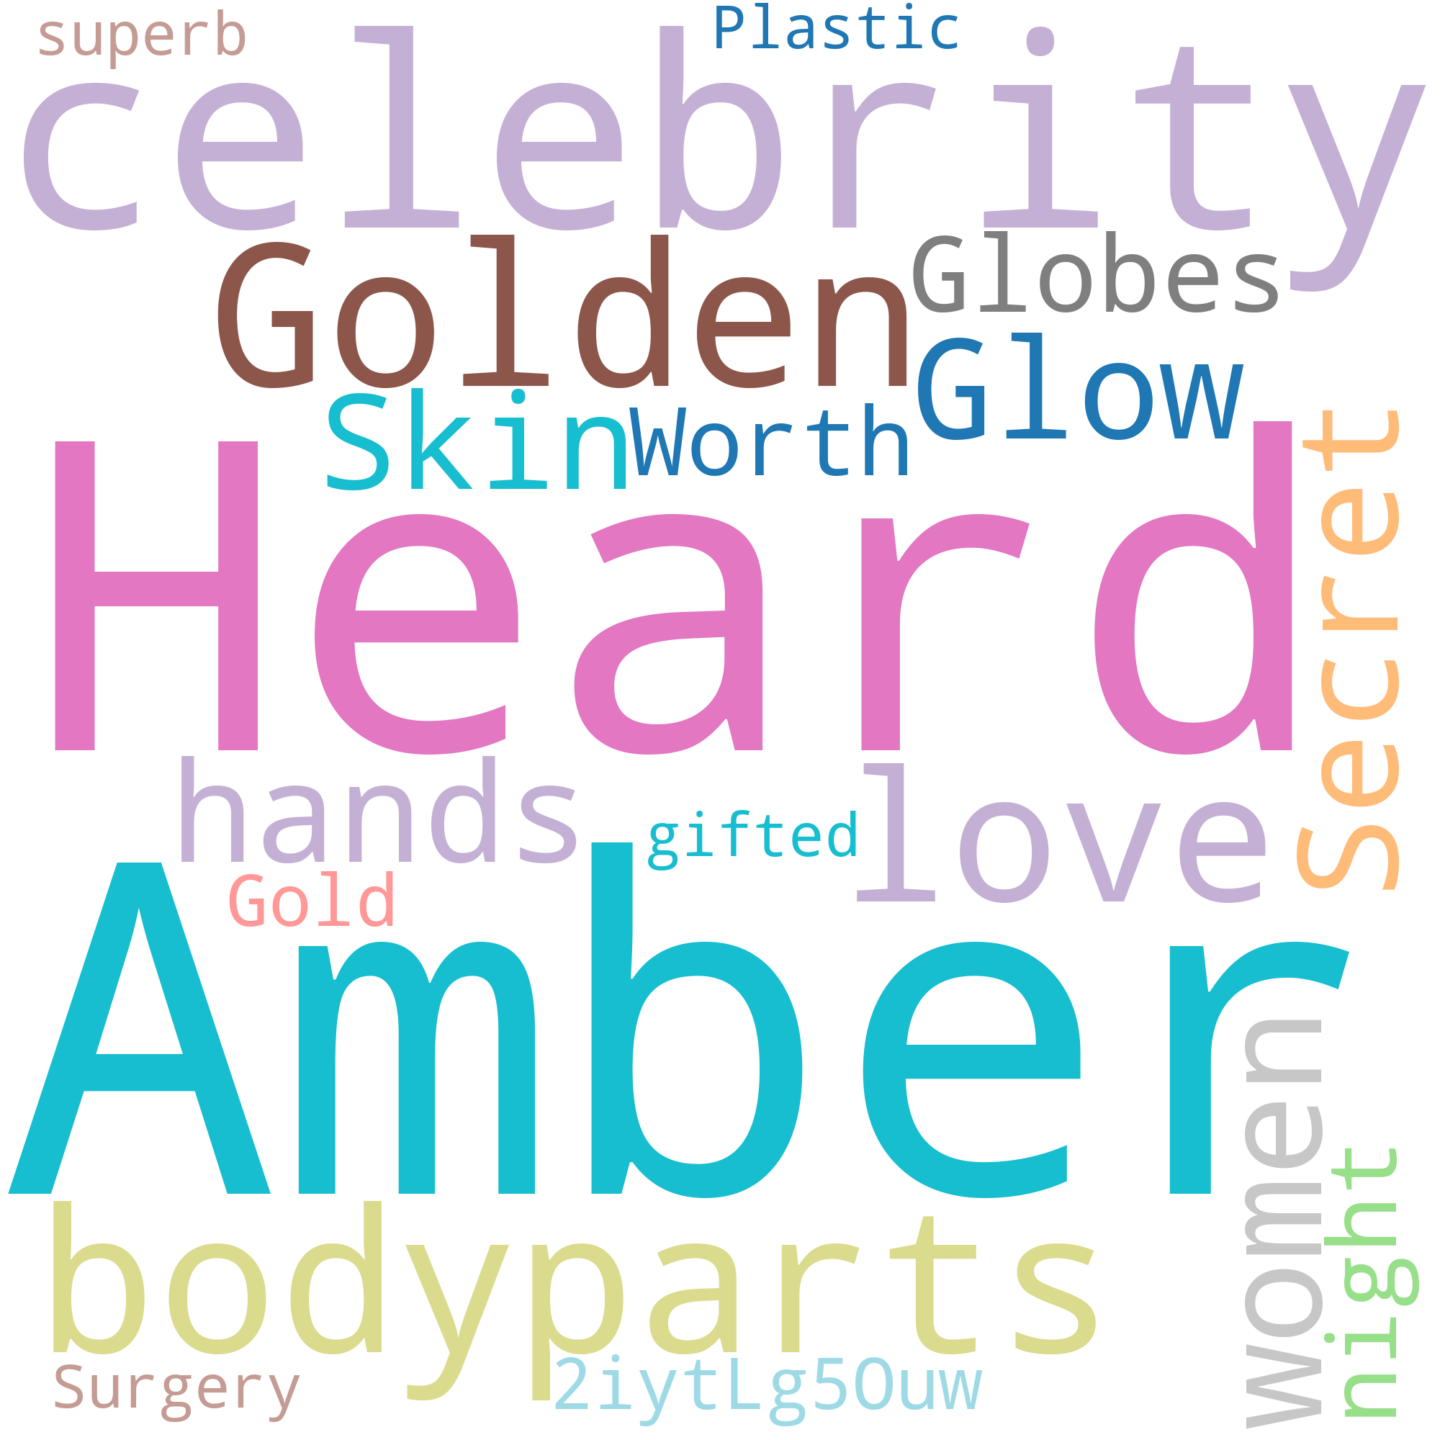 superb
Plastic
celebrity
Golden
Globes
Glow
Skin
Worth
Secret
Heard
hands
love
gifted
Gold
Amber
women
night
bodyparts
Surgery
2iytLg5Ouw